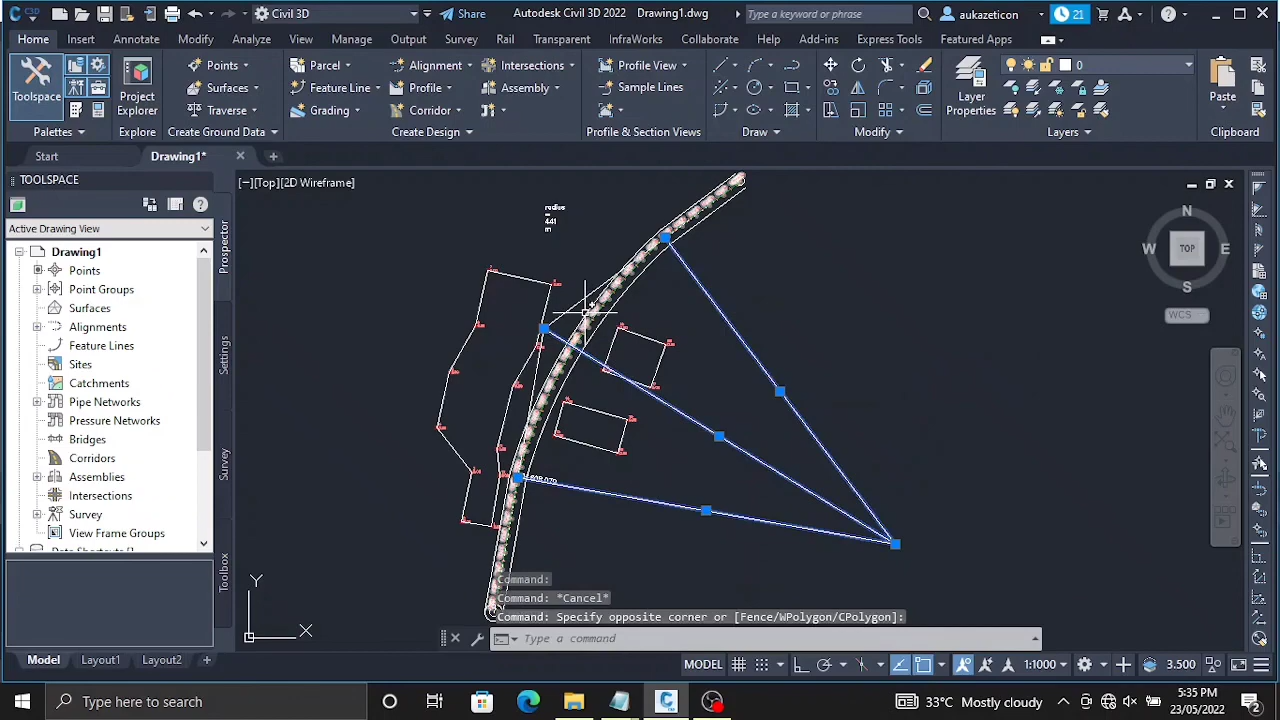 C3D
Civil 3D
Share
Autodesk Civil 3D 2022 Drawing1.dwg
Type a keyword or phrase
aukazeticon
21
Home Insert Annotate Modify Analyze View Manage Output Survey Rail Transparent InfraWorks Collaborate Help Add-ins Express Tools Featured Apps
Toolspace
Project Explorer
Points
Surfaces
Traverse
Parcel
Feature Line
Grading
Alignment
Profile
Corridor
Intersections
Assembly
Profile View
Sample Lines
Layer Properties
0
Paste
Palettes Explore Create Ground Data Create Design Profile & Section Views Draw Modify Layers Clipboard
Start Drawing1*
TOOLSPACE
Active Drawing View
Drawing1
Points
Point Groups
Surfaces
Alignments
Feature Lines
Sites
Catchments
Pipe Networks
Pressure Networks
Bridges
Corridors
Assemblies
Intersections
Survey
View Frame Groups
Data Shortcuts []
Prospector
Settings
Survey
Toolbox
[−][Top][2D Wireframe]
radius
=
441
m
N
W TOP E
S
WCS
Y
X
Command:
Command: *Cancel*
Command: Specify opposite corner or [Fence/WPolygon/CPolygon]:
Type a command
Model Layout1 Layout2 +
MODEL 1:1000 3.500
Type here to search
33°C Mostly cloudy
5:35 PM
23/05/2022
2